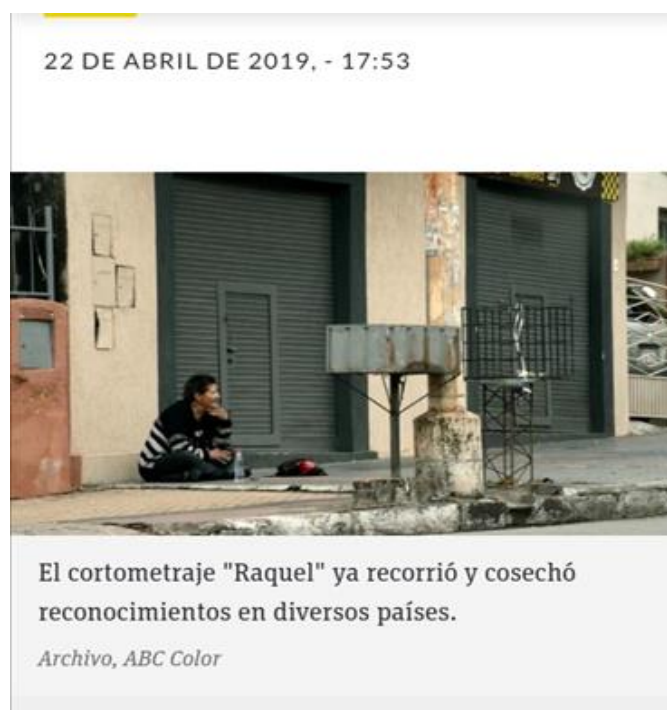 22 DE ABRIL DE 2019, - 17:53
El cortometraje "Raquel" ya recorrió y cosechó
reconocimientos en diversos países.
Archivo, ABC Color